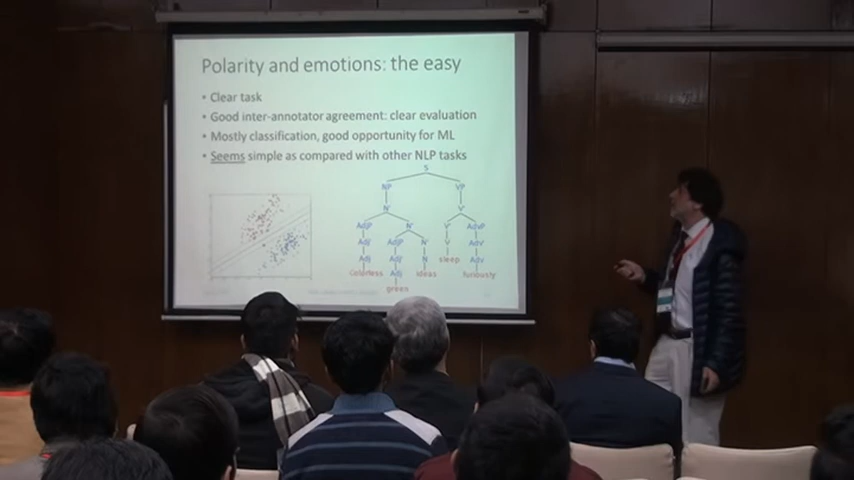 Polarity and emotions: the easy
• Clear task
• Good inter-annotator agreement: clear evaluation
• Mostly classification, good opportunity for ML
• Seems simple as compared with other NLP tasks
S
NP VP
N' V'
AdjP N' V' AdvP
Adj' AdjP N' V Adv'
Adj Adj' N sleep Adv
Colorless Adj ideas furiously
green